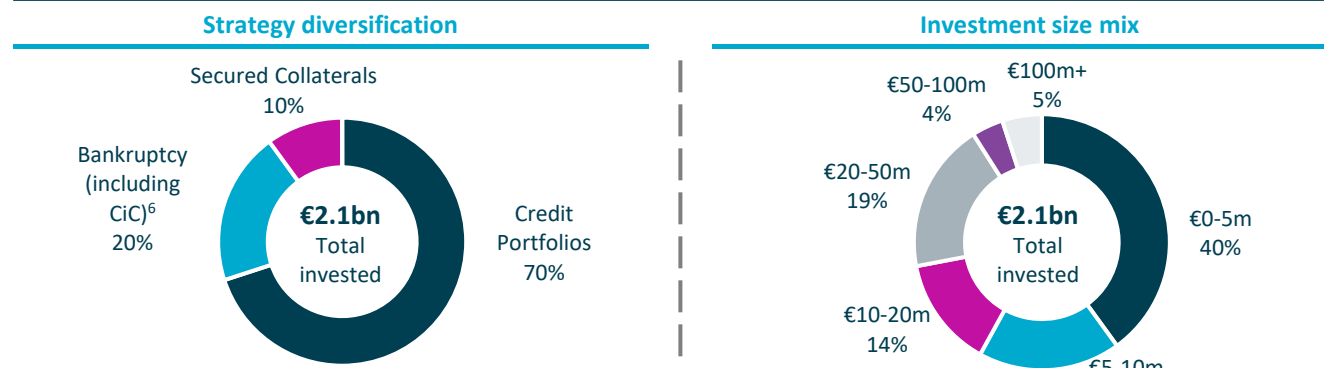 Strategy diversification
Secured Collaterals
10%
Bankruptcy
(including
CiC)⁶
20%
€2.1bn
Total
invested
Credit
Portfolios
70%
Investment size mix
€100m+
5%
€50-100m
4%
€20-50m
19%
€2.1bn
Total
invested
€0-5m
40%
€10-20m
14%
€5-10m